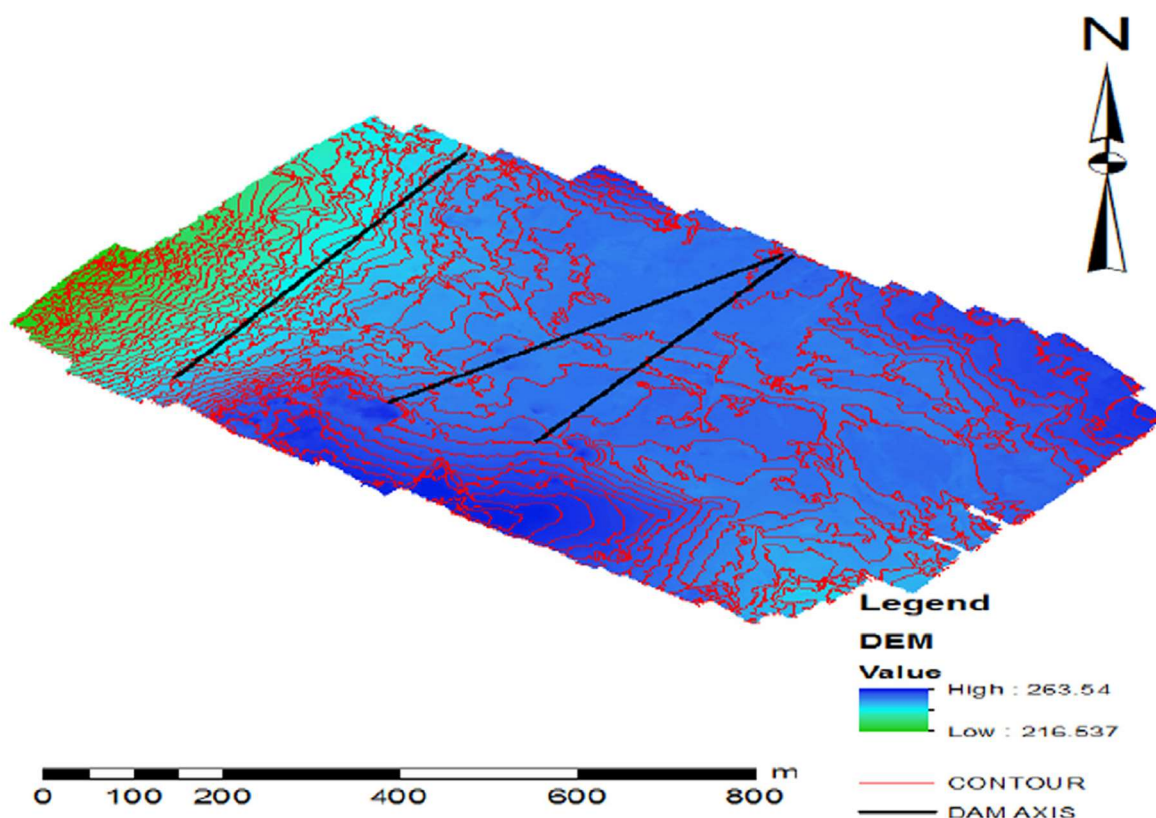 N
Legend
DEM
Value
High : 263.54
Low : 216.537
m
0 100 200 400 600 800
CONTOUR
DAM AXIS